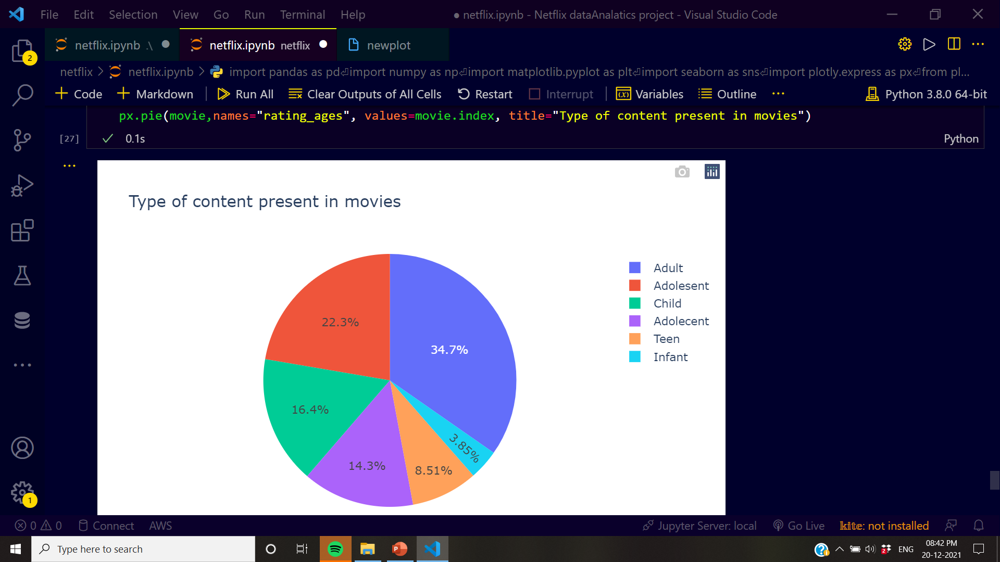 File Edit Selection View Go Run Terminal Help ● netflix.ipynb - Netflix dataAnalatics project - Visual Studio Code
netflix.ipynb .\ netflix.ipynb netflix newplot
2
netflix > netflix.ipynb > import pandas as pd⏎import numpy as np⏎import matplotlib.pyplot as plt⏎import seaborn as sns⏎import plotly.express as px⏎from pl...
+ Code + Markdown Run All Clear Outputs of All Cells Restart Interrupt Variables Outline ... Python 3.8.0 64-bit
px.pie(movie,names="rating_ages", values=movie.index, title="Type of content present in movies")
[27] ✓ 0.1s Python
Type of content present in movies
Adult
Adolesent
Child
Adolecent
Teen
Infant
22.3%
34.7%
16.4%
3.85%
14.3%
8.51%
1
0 0 Connect AWS Jupyter Server: local Go Live kite: not installed
Type here to search
P
2
ENG
08:42 PM
20-12-2021